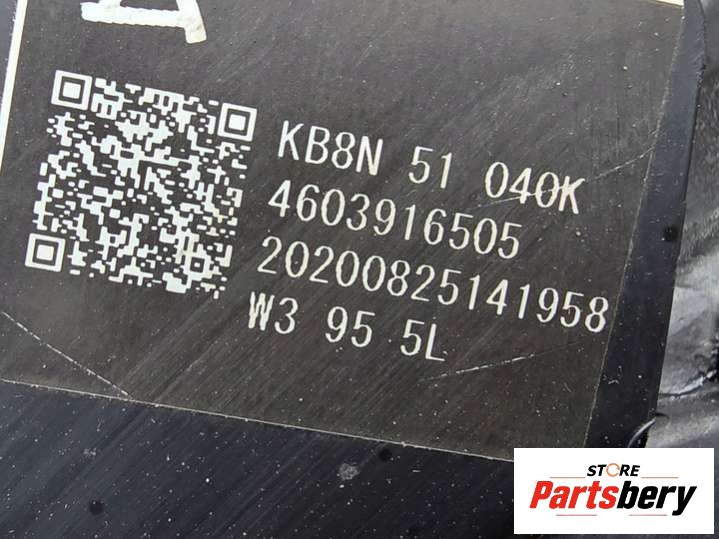 KB8N 51 040K
4603916505
20200825141958
W3 95 5L
STORE
Partsbery